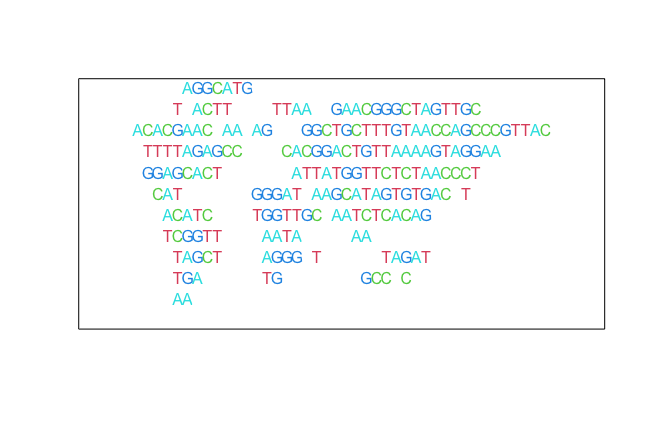 AGGCATG
T ACTT TTAA GAACGGGCTAGTTGC
ACACGAAC AA AG GGCTGCTTTGTAACCAGCCCGTTAC
TTTTAGAGCC CACGGACTGTTAAAAGTAGGAA
GGAGCACT ATTATGGTTCTCTAACCCT
CAT GGGAT AAGCATAGTGTGAC T
ACATC TGGTTGC AATCTCACAG
TCGGTT AATA AA
TAGCT AGGG T TAGAT
TGA TG GCC C
AA